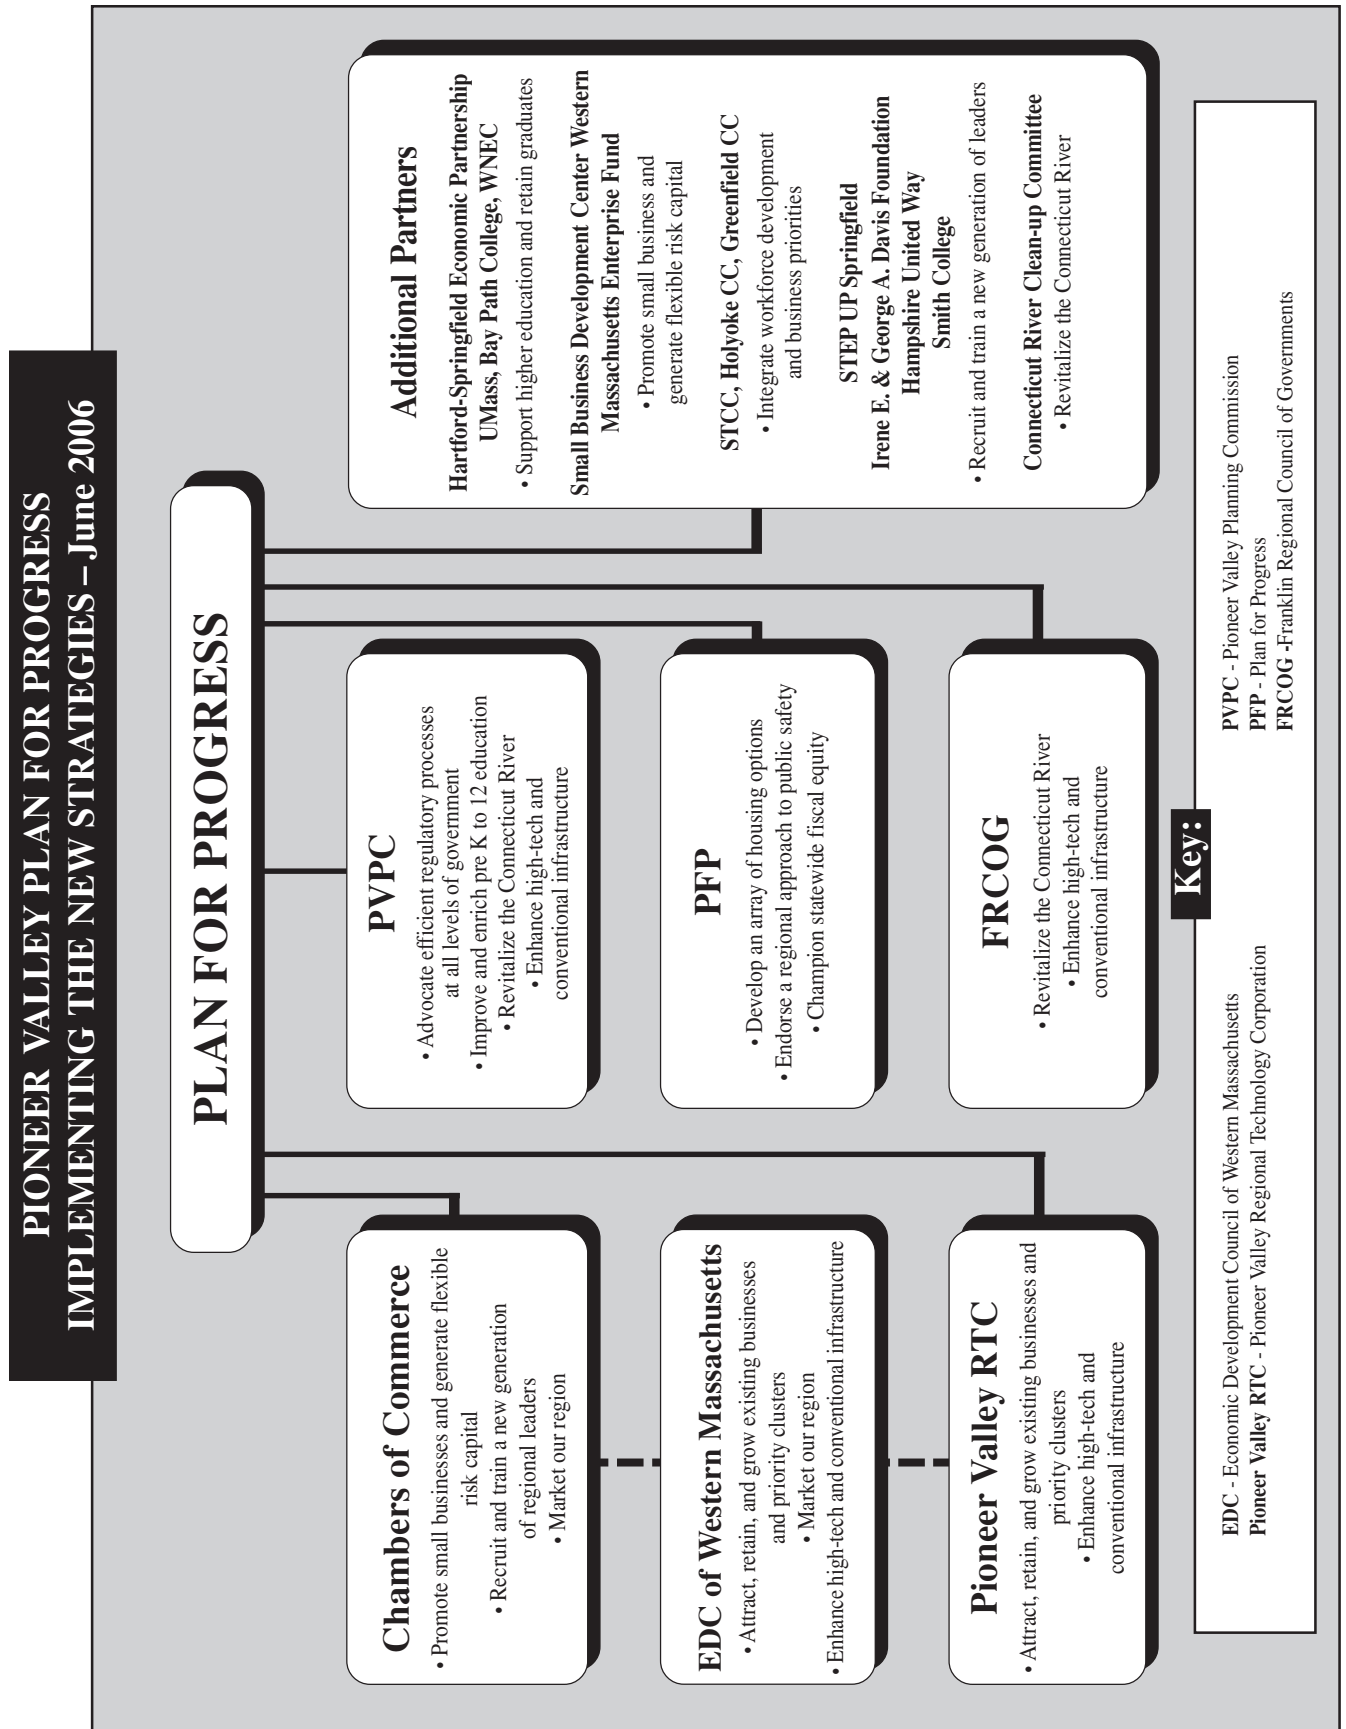 PIONEER VALLEY PLAN FOR PROGRESS
IMPLEMENTING THE NEW STRATEGIES – June 2006
PLAN FOR PROGRESS
Chambers of Commerce
• Promote small businesses and generate flexible
risk capital
• Recruit and train a new generation
of regional leaders
• Market our region
EDC of Western Massachusetts
• Attract, retain, and grow existing businesses
and priority clusters
• Market our region
• Enhance high-tech and conventional infrastructure
Pioneer Valley RTC
• Attract, retain, and grow existing businesses and
priority clusters
• Enhance high-tech and
conventional infrastructure
PVPC
• Advocate efficient regulatory processes
at all levels of government
• Improve and enrich pre K to 12 education
• Revitalize the Connecticut River
• Enhance high-tech and
conventional infrastructure
PFP
• Develop an array of housing options
• Endorse a regional approach to public safety
• Champion statewide fiscal equity
FRCOG
• Revitalize the Connecticut River
• Enhance high-tech and
conventional infrastructure
Additional Partners
Hartford-Springfield Economic Partnership
UMass, Bay Path College, WNEC
• Support higher education and retain graduates
Small Business Development Center Western
Massachusetts Enterprise Fund
• Promote small business and
generate flexible risk capital
STCC, Holyoke CC, Greenfield CC
• Integrate workforce development
and business priorities
STEP UP Springfield
Irene E. & George A. Davis Foundation
Hampshire United Way
Smith College
• Recruit and train a new generation of leaders
Connecticut River Clean-up Committee
• Revitalize the Connecticut River
Key:
EDC - Economic Development Council of Western Massachusetts
Pioneer Valley RTC - Pioneer Valley Regional Technology Corporation
PVPC - Pioneer Valley Planning Commission
PFP - Plan for Progress
FRCOG -Franklin Regional Council of Governments